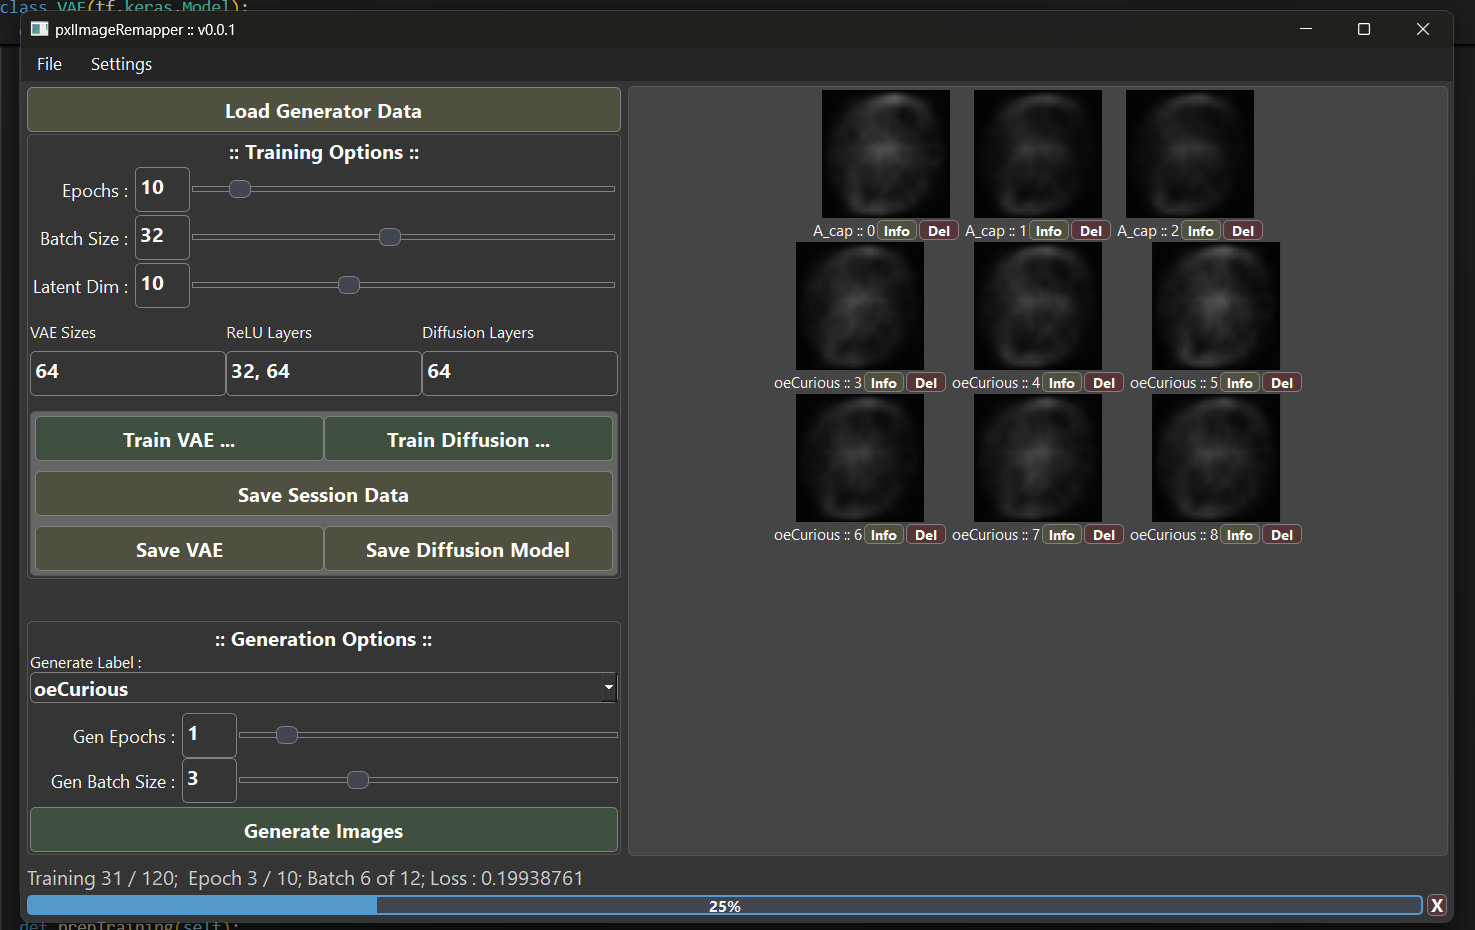 class VAE(tf.keras.Model):
pxlImageRemapper :: v0.0.1
File Settings
Load Generator Data
:: Training Options ::
Epochs : 10
Batch Size : 32
Latent Dim : 10
VAE Sizes ReLU Layers Diffusion Layers
64 32, 64 64
Train VAE ... Train Diffusion ...
Save Session Data
Save VAE Save Diffusion Model
:: Generation Options ::
Generate Label :
oeCurious
Gen Epochs : 1
Gen Batch Size : 3
Generate Images
A_cap :: 0 Info Del A_cap :: 1 Info Del A_cap :: 2 Info Del
oeCurious :: 3 Info Del oeCurious :: 4 Info Del oeCurious :: 5 Info Del
oeCurious :: 6 Info Del oeCurious :: 7 Info Del oeCurious :: 8 Info Del
Training 31 / 120; Epoch 3 / 10; Batch 6 of 12; Loss : 0.19938761
25% X
def prepTraining(self):